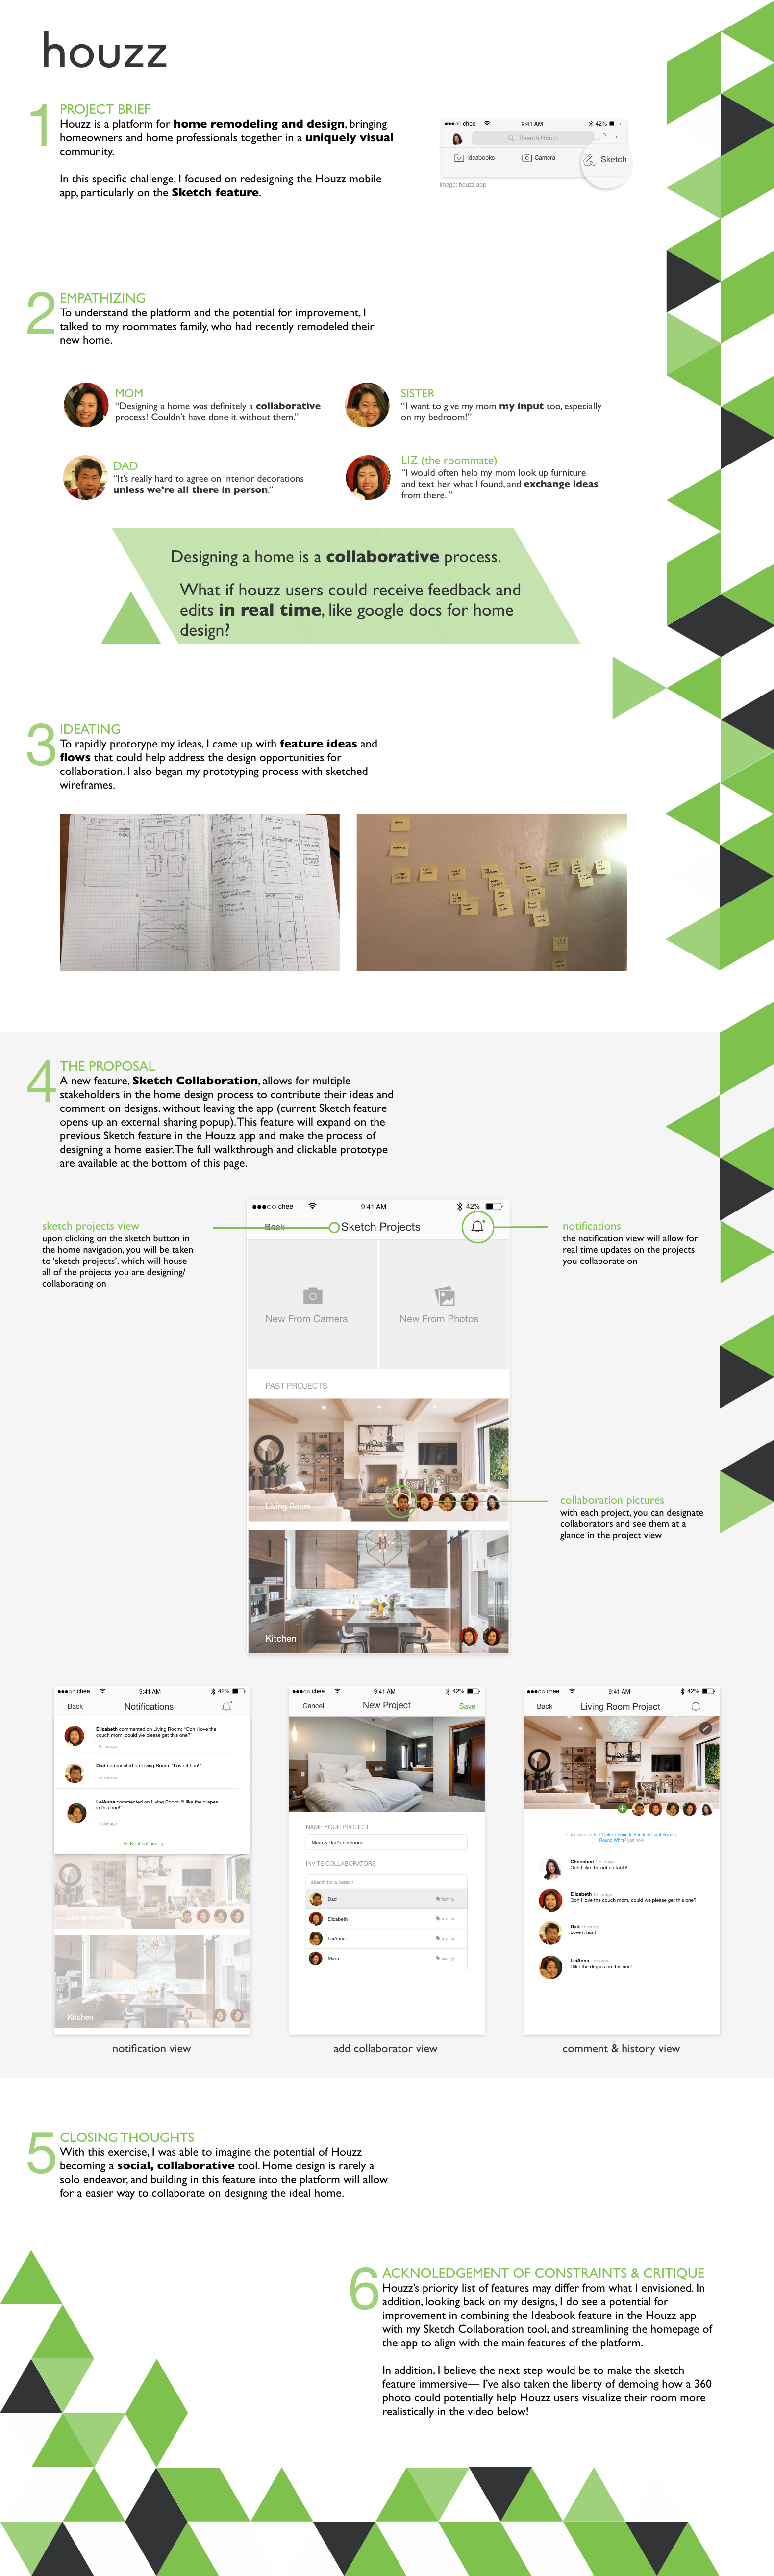 houzz
1
PROJECT BRIEF
Houzz is a platform for home remodeling and design, bringing
homeowners and home professionals together in a uniquely visual
community.
In this specific challenge, I focused on redesigning the Houzz mobile
app, particularly on the Sketch feature.
chee 9:41 AM 42%
Search Houzz
Ideabooks Camera Sketch
image: houzz app
2
EMPATHIZING
To understand the platform and the potential for improvement, I
talked to my roommates family, who had recently remodeled their
new home.
MOM
“Designing a home was definitely a collaborative
process! Couldn’t have done it without them.”
SISTER
“I want to give my mom my input too, especially
on my bedroom!”
DAD
“It’s really hard to agree on interior decorations
unless we’re all there in person.”
LIZ (the roommate)
“I would often help my mom look up furniture
and text her what I found, and exchange ideas
from there. ”
Designing a home is a collaborative process.
What if houzz users could receive feedback and
edits in real time, like google docs for home
design?
3
IDEATING
To rapidly prototype my ideas, I came up with feature ideas and
flows that could help address the design opportunities for
collaboration. I also began my prototyping process with sketched
wireframes.
4
THE PROPOSAL
A new feature, Sketch Collaboration, allows for multiple
stakeholders in the home design process to contribute their ideas and
comment on designs. without leaving the app (current Sketch feature
opens up an external sharing popup). This feature will expand on the
previous Sketch feature in the Houzz app and make the process of
designing a home easier. The full walkthrough and clickable prototype
are available at the bottom of this page.
sketch projects view
upon clicking on the sketch button in
the home navigation, you will be taken
to ‘sketch projects’, which will house
all of the projects you are designing/
collaborating on
chee 9:41 AM 42%
Back Sketch Projects
New From Camera New From Photos
PAST PROJECTS
Living Room
Kitchen
notifications
the notification view will allow for
real time updates on the projects
you collaborate on
collaboration pictures
with each project, you can designate
collaborators and see them at a
glance in the project view
chee 9:41 AM 42%
Back Notifications
Elizabeth commented on Living Room: “Ooh I love the
couch mom, could we please get this one?”
10 hrs ago
Dad commented on Living Room: “Love it hun!”
11 hrs ago
LeiAnna commented on Living Room: “I like the drapes
in this one!”
1 day ago
All Notifications >
Living Room
Kitchen
notification view
chee 9:41 AM 42%
Cancel New Project Save
NAME YOUR PROJECT
Mom & Dad’s bedroom
INVITE COLLABORATORS
search for a person
Dad family
Elizabeth family
LeiAnna family
Mom family
add collaborator view
chee 9:41 AM 42%
Back Living Room Project
Cheechee added ‘Deluxe Rounds Pendant Light Fixture,
Round White’ just now
Cheechee
Ooh I like the coffee table!
Elizabeth 10 hrs ago
Ooh I love the couch mom, could we please get this one?
Dad 11 hrs ago
Love it hun!
LeiAnna 1 day ago
I like the drapes on this one!
comment & history view
5
CLOSING THOUGHTS
With this exercise, I was able to imagine the potential of Houzz
becoming a social, collaborative tool. Home design is rarely a
solo endeavor, and building in this feature into the platform will allow
for a easier way to collaborate on designing the ideal home.
6
ACKNOLEDGEMENT OF CONSTRAINTS & CRITIQUE
Houzz’s priority list of features may differ from what I envisioned. In
addition, looking back on my designs, I do see a potential for
improvement in combining the Ideabook feature in the Houzz app
with my Sketch Collaboration tool, and streamlining the homepage of
the app to align with the main features of the platform.
In addition, I believe the next step would be to make the sketch
feature immersive— I’ve also taken the liberty of demoing how a 360
photo could potentially help Houzz users visualize their room more
realistically in the video below!